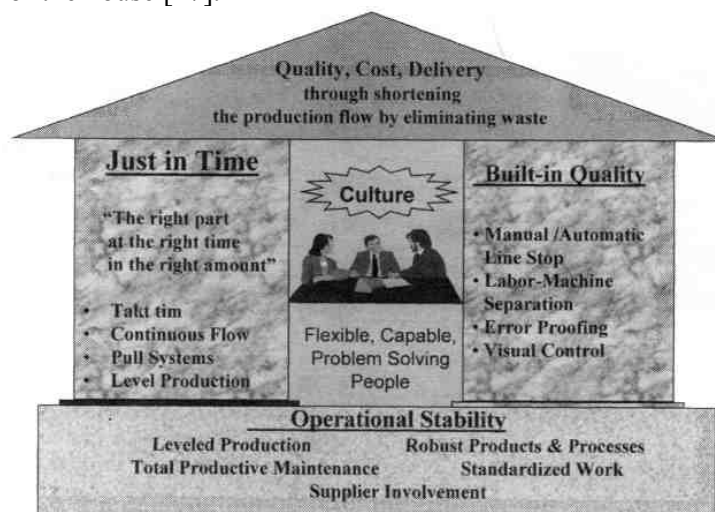 Quality, Cost, Delivery
through shortening
the production flow by eliminating waste
Just in Time
"The right part
at the right time
in the right amount"
• Takt tim
• Continuous Flow
• Pull Systems
• Level Production
Culture
Flexible, Capable,
Problem Solving
People
Built-in Quality
• Manual /Automatic
Line Stop
• Labor-Machine
Separation
• Error Proofing
• Visual Control
Operational Stability
Leveled Production Robust Products & Processes
Total Productive Maintenance Standardized Work
Supplier Involvement